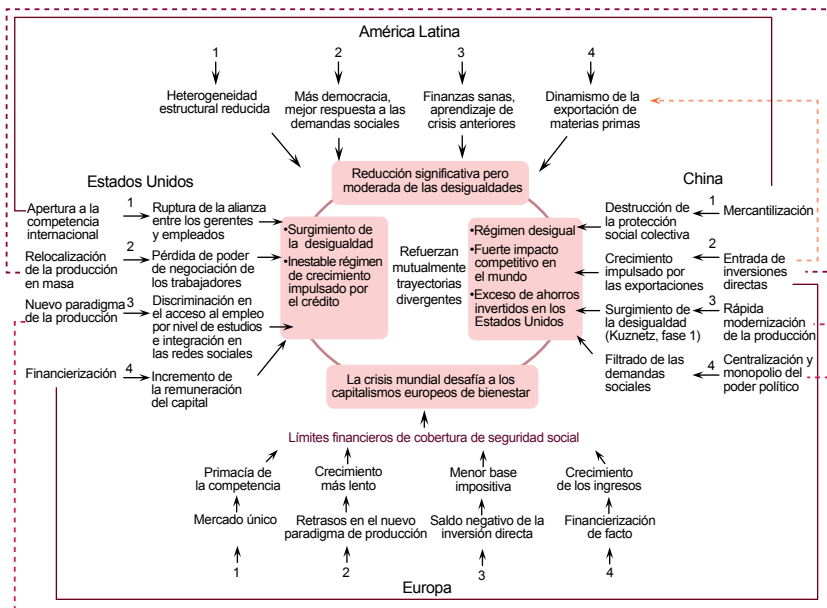 América Latina
1
2
3
4
Heterogeneidad
estructural reducida
Más democracia,
mejor respuesta a las
demandas sociales
Finanzas sanas,
aprendizaje de
crisis anteriores
Dinamismo de la
exportación de
materias primas
Reducción significativa pero
moderada de las desigualdades
Estados Unidos
Apertura a la
competencia
internacional
1
Ruptura de la alianza
entre los gerentes
y empleados
Relocalización
de la producción
en masa
2
Pérdida de poder
de negociación de
los trabajadores
Nuevo paradigma
de la producción
3
Discriminación en
el acceso al empleo
por nivel de estudios
e integración en
las redes sociales
Financierización
4
Incremento de
la remuneración
del capital
•Surgimiento de
la desigualdad
•Inestable régimen
de crecimiento
impulsado por
el crédito
Refuerzan
mutualmente
trayectorias
divergentes
•Régimen desigual
•Fuerte impacto
competitivo en
el mundo
•Exceso de ahorros
invertidos en los
Estados Unidos
China
Destrucción de
la protección
social colectiva
1
Mercantilización
Crecimiento
impulsado por
las exportaciones
2
Entrada de
inversiones
directas
Surgimiento de
la desigualdad
(Kuznetz, fase 1)
3
Rápida
modernización
de la producción
Filtrado de las
demandas
sociales
4
Centralización y
monopolio del
poder político
La crisis mundial desafía a los
capitalismos europeos de bienestar
Límites financieros de cobertura de seguridad social
Primacía de
la competencia
Crecimiento
más lento
Menor base
impositiva
Crecimiento
de los ingresos
Mercado único
Retrasos en el nuevo
paradigma de producción
Saldo negativo de la
inversión directa
Financierización
de facto
1
2
3
4
Europa